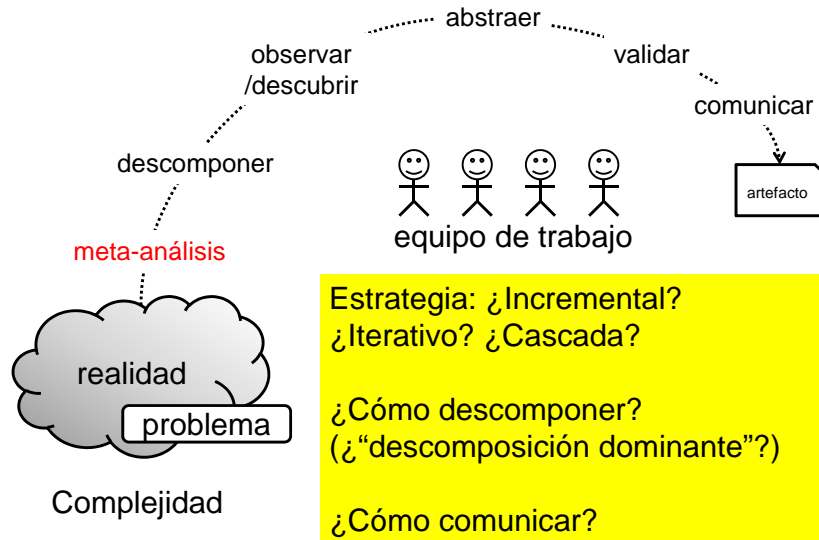 abstraer
observar
/descubrir
validar
comunicar
descomponer
artefacto
equipo de trabajo
meta-análisis
realidad
problema
Complejidad
Estrategia: ¿Incremental?
¿Iterativo? ¿Cascada?
¿Cómo descomponer?
(¿“descomposición dominante”?)
¿Cómo comunicar?